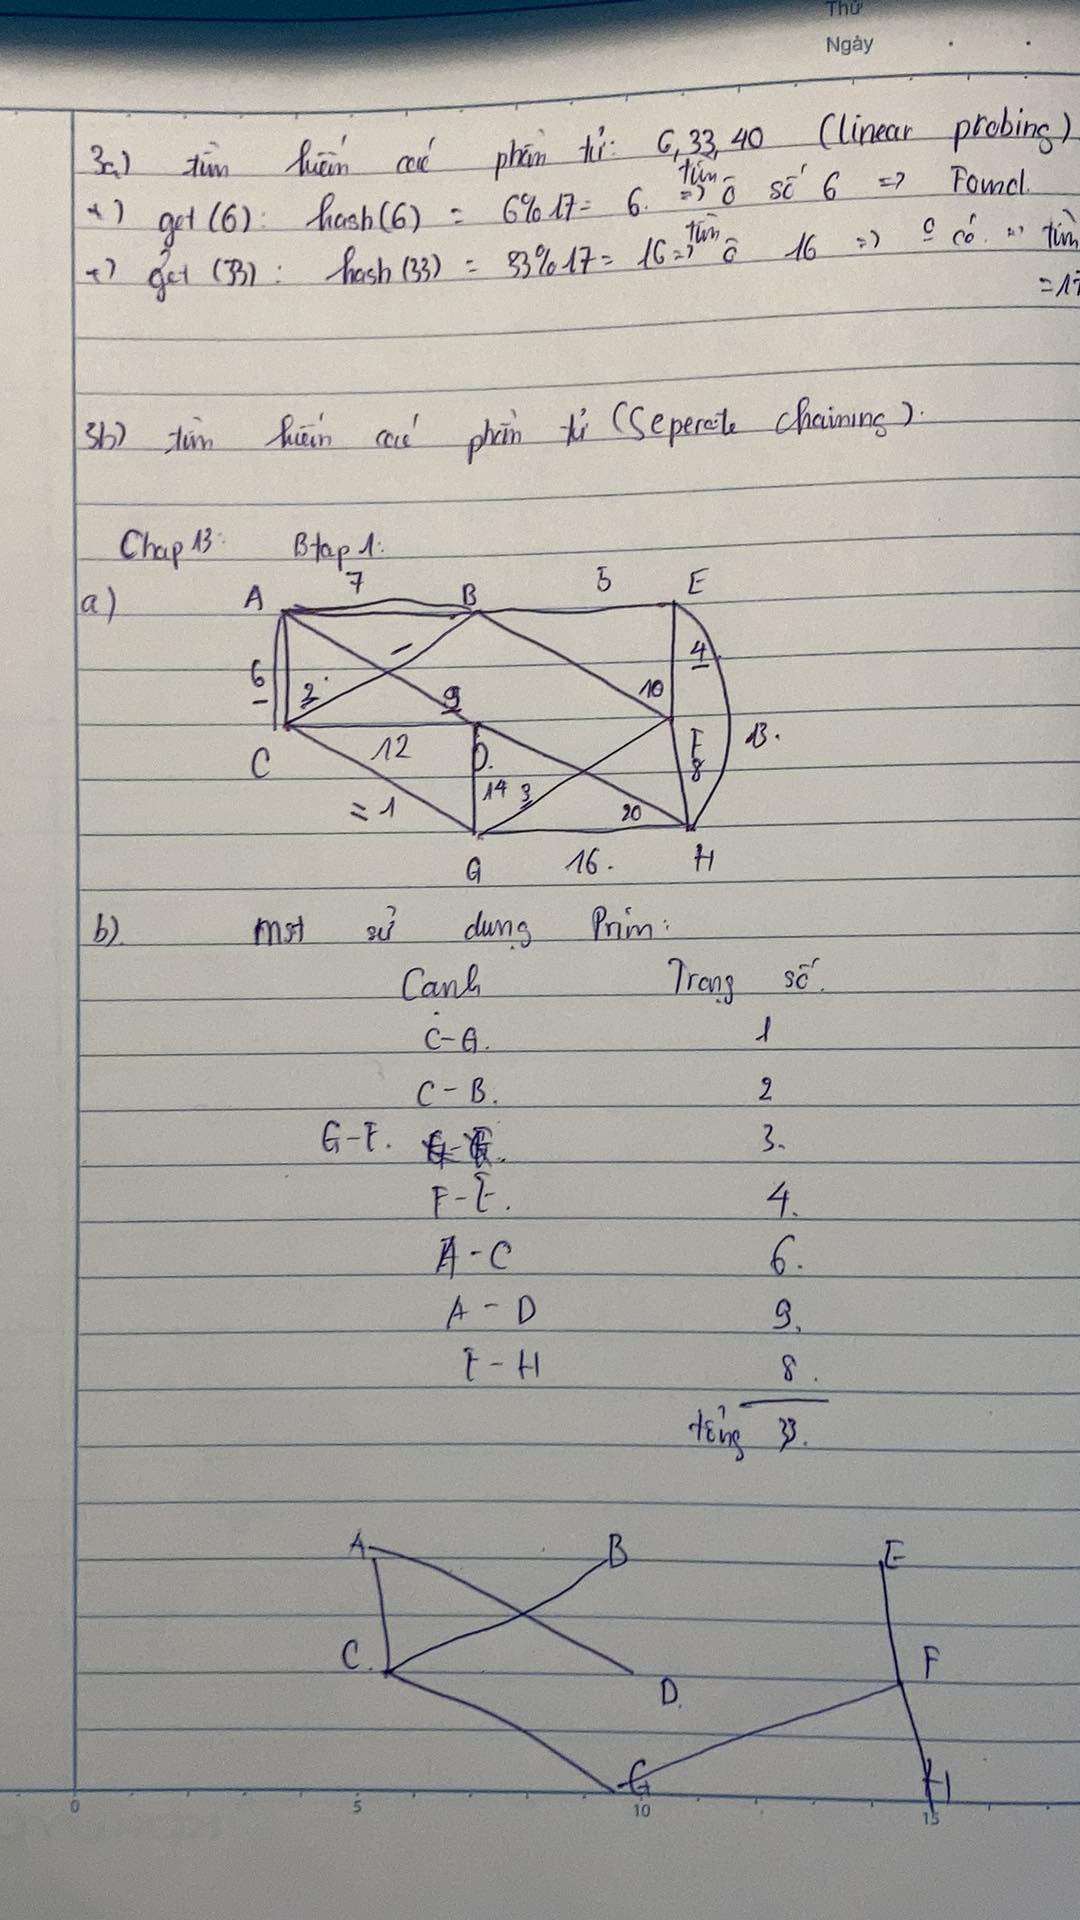 Thứ
Ngày
3a) tìm kiếm các phần tử: 6, 33, 40 (linear probing)
+) get(6): hash(6) = 6%17 = 6. => tìm ô số 6 => Found.
+) get(33): hash(33) = 33%17 = 16 => tìm ô 16 => có. tìm
= 17
3b) tìm kiếm các phần tử (Seperate Chaining).
Chap 13: Btap 1:
a)
A 7 B 5 E
6 2 9 10 4
C 12 D. F 13.
14 3 20 8
= 1
G 16. H
b) mst sử dụng Prim:
Cạnh Trọng số.
C-G. 1
C-B. 2
G-F. 3.
F-E. 4.
A-C 6.
A-D 9.
F-H 8.
tổng 33.
A B E
C. D. F
G H
0 5 10 15